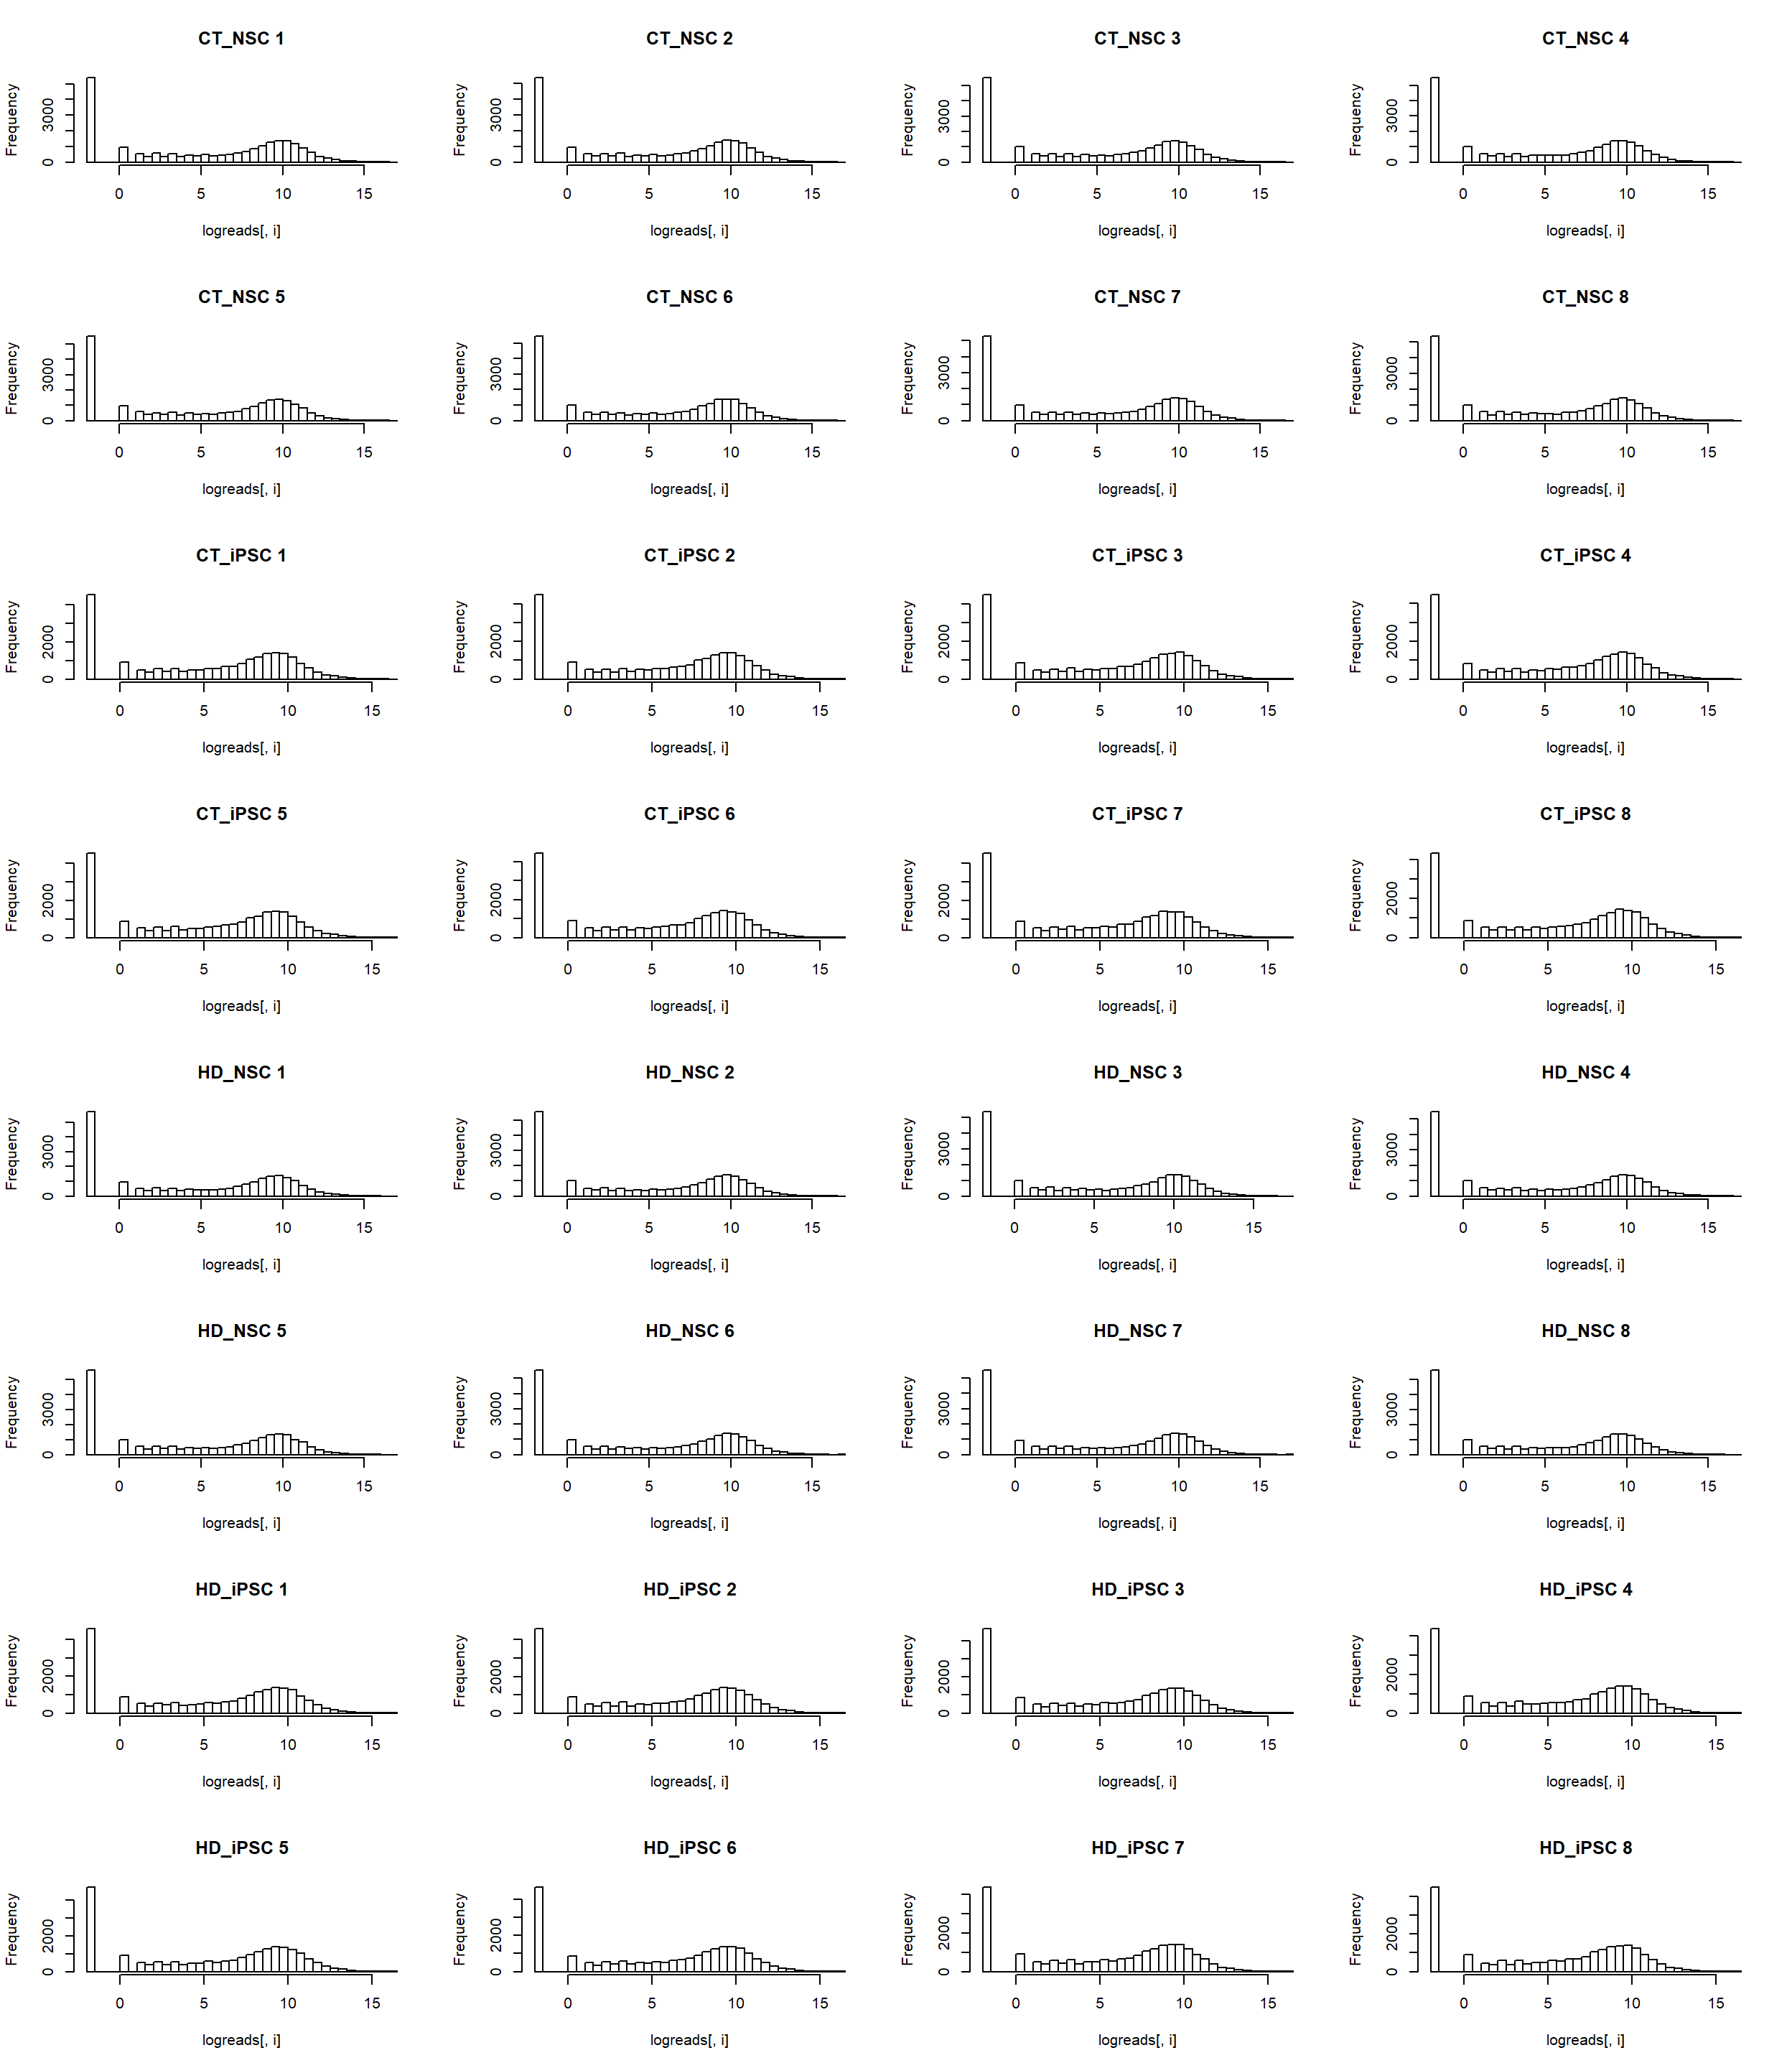 CT_NSC 1 CT_NSC 2 CT_NSC 3 CT_NSC 4
Frequency 0 3000 Frequency 0 3000 Frequency 0 3000 Frequency 0 3000
0 5 10 15 0 5 10 15 0 5 10 15 0 5 10 15
logreads[, i] logreads[, i] logreads[, i] logreads[, i]
CT_NSC 5 CT_NSC 6 CT_NSC 7 CT_NSC 8
Frequency 0 3000 Frequency 0 3000 Frequency 0 3000 Frequency 0 3000
0 5 10 15 0 5 10 15 0 5 10 15 0 5 10 15
logreads[, i] logreads[, i] logreads[, i] logreads[, i]
CT_iPSC 1 CT_iPSC 2 CT_iPSC 3 CT_iPSC 4
Frequency 0 2000 Frequency 0 2000 Frequency 0 2000 Frequency 0 2000
0 5 10 15 0 5 10 15 0 5 10 15 0 5 10 15
logreads[, i] logreads[, i] logreads[, i] logreads[, i]
CT_iPSC 5 CT_iPSC 6 CT_iPSC 7 CT_iPSC 8
Frequency 0 2000 Frequency 0 2000 Frequency 0 2000 Frequency 0 2000
0 5 10 15 0 5 10 15 0 5 10 15 0 5 10 15
logreads[, i] logreads[, i] logreads[, i] logreads[, i]
HD_NSC 1 HD_NSC 2 HD_NSC 3 HD_NSC 4
Frequency 0 3000 Frequency 0 3000 Frequency 0 3000 Frequency 0 3000
0 5 10 15 0 5 10 15 0 5 10 15 0 5 10 15
logreads[, i] logreads[, i] logreads[, i] logreads[, i]
HD_NSC 5 HD_NSC 6 HD_NSC 7 HD_NSC 8
Frequency 0 3000 Frequency 0 3000 Frequency 0 3000 Frequency 0 3000
0 5 10 15 0 5 10 15 0 5 10 15 0 5 10 15
logreads[, i] logreads[, i] logreads[, i] logreads[, i]
HD_iPSC 1 HD_iPSC 2 HD_iPSC 3 HD_iPSC 4
Frequency 0 2000 Frequency 0 2000 Frequency 0 2000 Frequency 0 2000
0 5 10 15 0 5 10 15 0 5 10 15 0 5 10 15
logreads[, i] logreads[, i] logreads[, i] logreads[, i]
HD_iPSC 5 HD_iPSC 6 HD_iPSC 7 HD_iPSC 8
Frequency 0 2000 Frequency 0 2000 Frequency 0 2000 Frequency 0 2000
0 5 10 15 0 5 10 15 0 5 10 15 0 5 10 15
logreads[, i] logreads[, i] logreads[, i] logreads[, i]